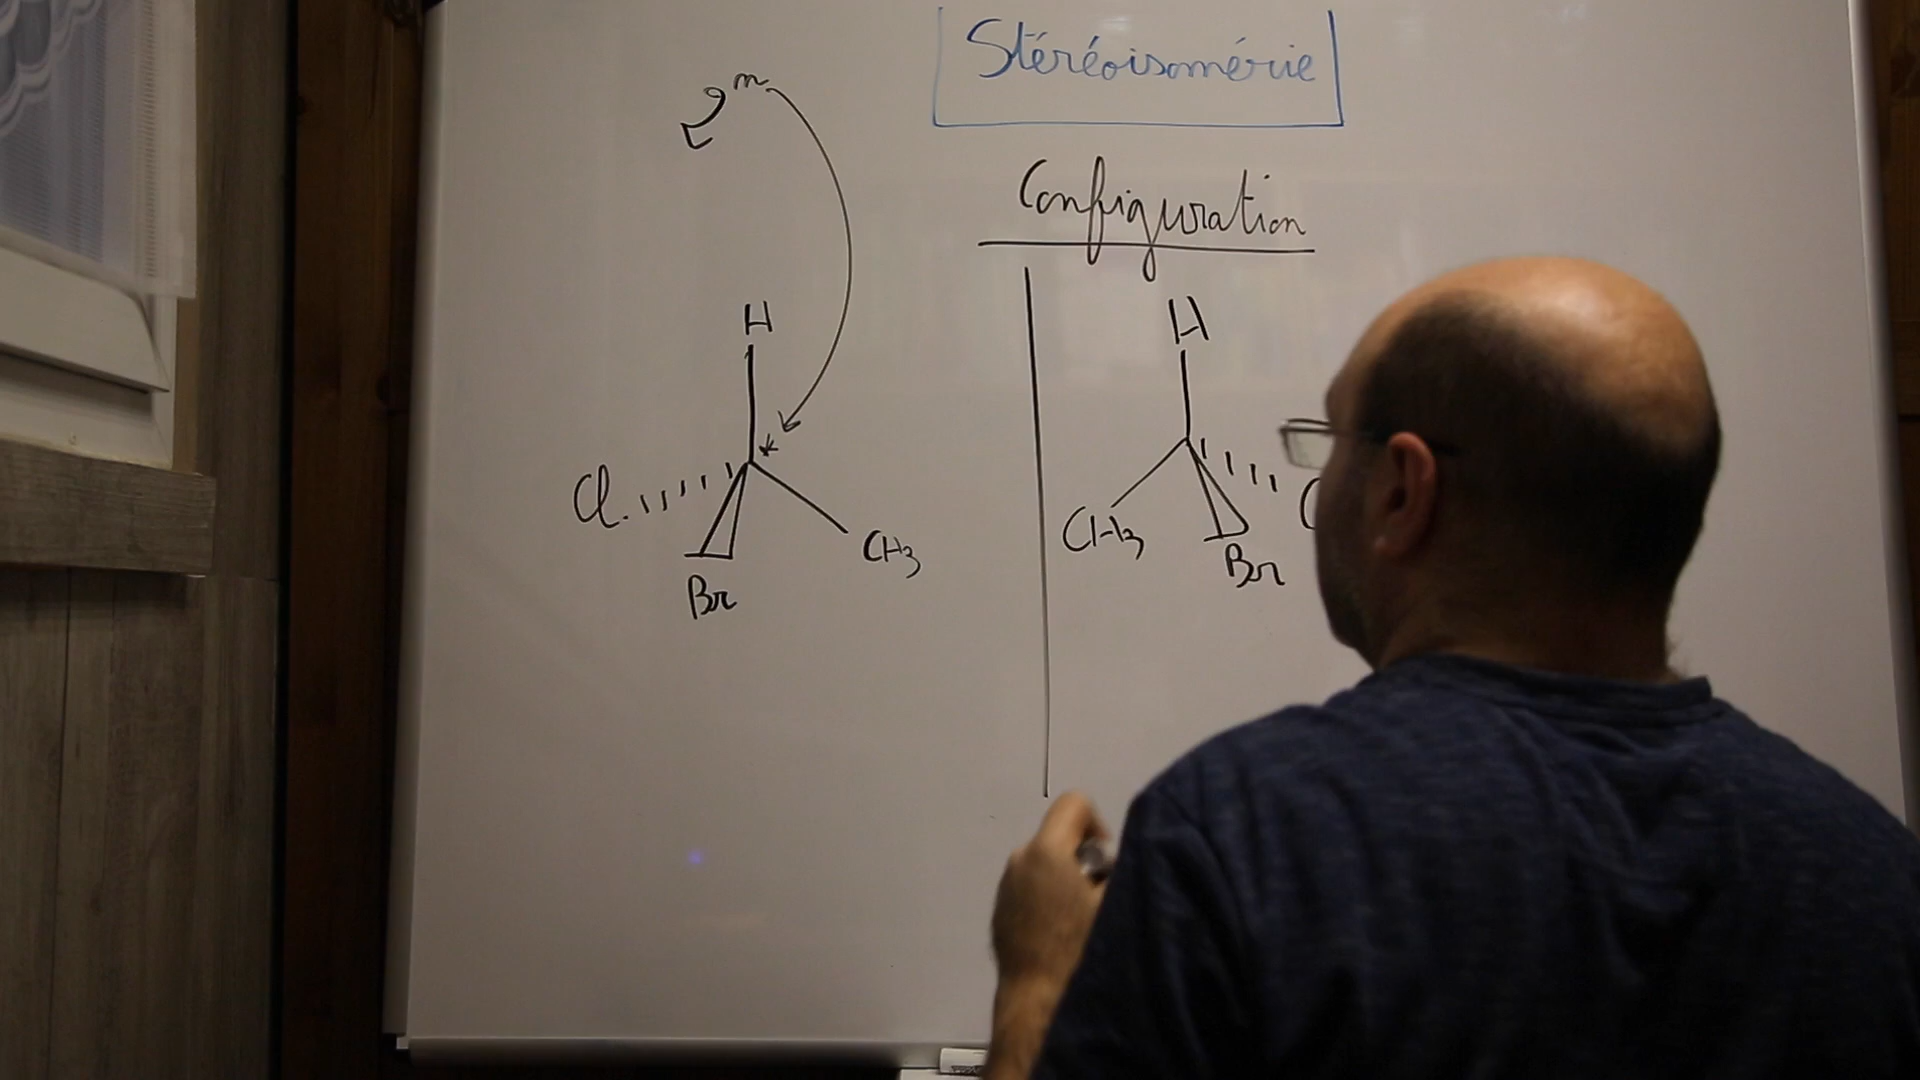 Stéréoisomérie
Configuration
H
Cl
Br
CH3
H
CH3
Br